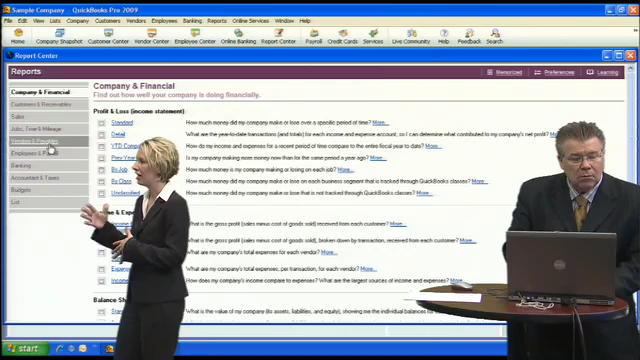 Sample Company - QuickBooks Pro 2009
File Edit View Lists Company Customers Vendors Employees Banking Reports Online Services Window Help
Home Company Snapshot Customer Center Vendor Center Employee Center Online Banking Report Center Payroll Credit Cards Services Live Community Help Feedback Search
Report Center
Reports
Memorized Preferences Learning
Company & Financial
Customers & Receivables
Sales
Jobs, Time & Mileage
Vendors & Payables
Employees &
Banking
Accountant & Taxes
Budgets
List
Company & Financial
Find out how well your company is doing financially.
Profit & Loss (income statement)
Standard How much money did my company make or lose over a specific period of time? More...
Detail What are the year-to-date transactions (and totals) for each income and expense account, so I can determine what contributed to my company's net profit?
YTD Comp How do my income and expenses for a recent period of time compare to the entire fiscal year to date? More...
Prev Year Is my company making more money now than for the same period a year ago? More...
By Job How much money is my company making or losing on each job? More...
By Class How much money did my company make or lose on each business segment that is tracked through QuickBooks classes? More...
Unclassified How much money did my company make or lose that is not tracked through QuickBooks classes? More...
e & Expe
Income What is the gross profit (sales minus cost of goods sold) received from each customer? More...
What is the gross profit (sales minus cost of goods sold), broken down by transaction, received from each customer?
What are my company's total expenses for each vendor? More...
Expens What are my company's total expenses, per transaction, for each vendor? More...
Income How does my company's income compare to expenses? What are the largest sources of income and expenses? More...
Balance Sh
What is the value of my company (its assets, liabilities, and equity), showing me the individual balances for
start
DELL